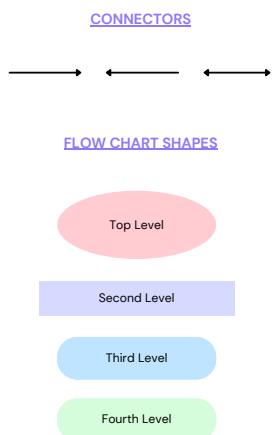 CONNECTORS
FLOW CHART SHAPES
Top Level
Second Level
Third Level
Fourth Level